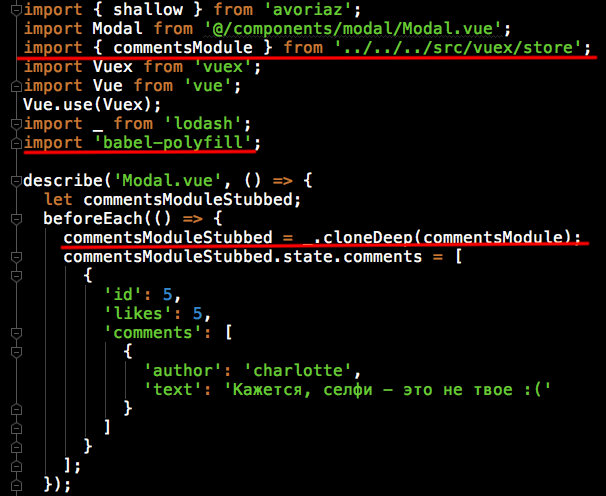 import { shallow } from 'avoriaz';
import Modal from '@/components/modal/Modal.vue';
import { commentsModule } from '../../../src/vuex/store';
import Vuex from 'vuex';
import Vue from 'vue';
Vue.use(Vuex);
import _ from 'lodash';
import 'babel-polyfill';
describe('Modal.vue', () => {
let commentsModuleStubbed;
beforeEach(() => {
commentsModuleStubbed = _.cloneDeep(commentsModule);
commentsModuleStubbed.state.comments = [
{
'id': 5,
'likes': 5,
'comments': [
{
'author': 'charlotte',
'text': 'Кажется, селфи – это не твое :('
}
]
}
];
});